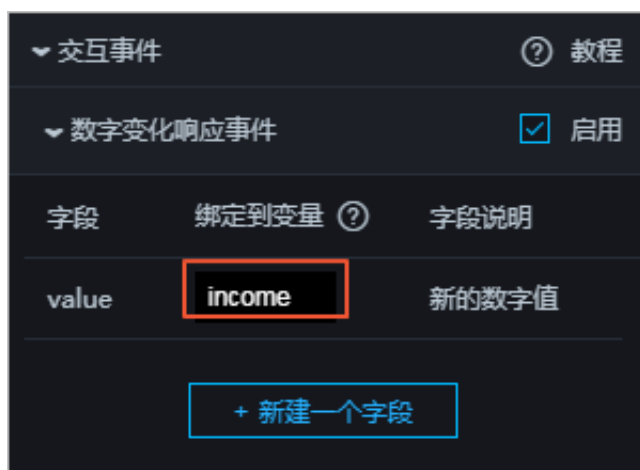 交互事件 ? 教程
数字变化响应事件 启用
字段 绑定到变量 ? 字段说明
value income 新的数字值
+ 新建一个字段